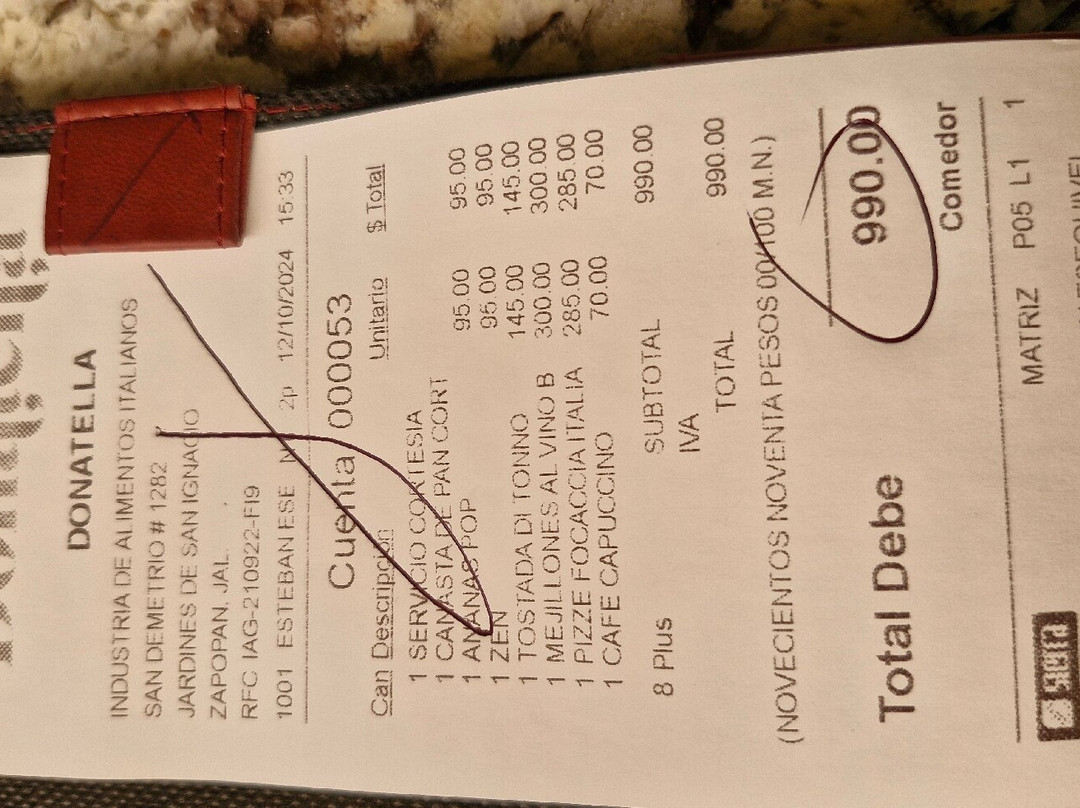 DONATELLA
INDUSTRIA DE ALIMENTOS ITALIANOS
SAN DEMETRIO # 1282
JARDINES DE SAN IGNACIO
ZAPOPAN, JAL.
RFC IAG-210922-FI9
1001 ESTEBAN ESE 2p 12/10/2024 15:33
Cuenta 000053
Can Descripción Unitario $ Total
1 SERVICIO CORTESIA
1 CANASTA DE PAN CORT
1 ANANAS POP 95.00 95.00
1 ZEN 95.00 95.00
1 TOSTADA DI TONNO 145.00 145.00
1 MEJILLONES AL VINO B 300.00 300.00
1 PIZZE FOCACCIA ITALIA 285.00 285.00
1 CAFE CAPUCCINO 70.00 70.00
8 Plus SUBTOTAL 990.00
IVA
TOTAL 990.00
(NOVECIENTOS NOVENTA PESOS 00/100 M.N.)
Total Debe 990.00
Comedor
MATRIZ P05 L1 1